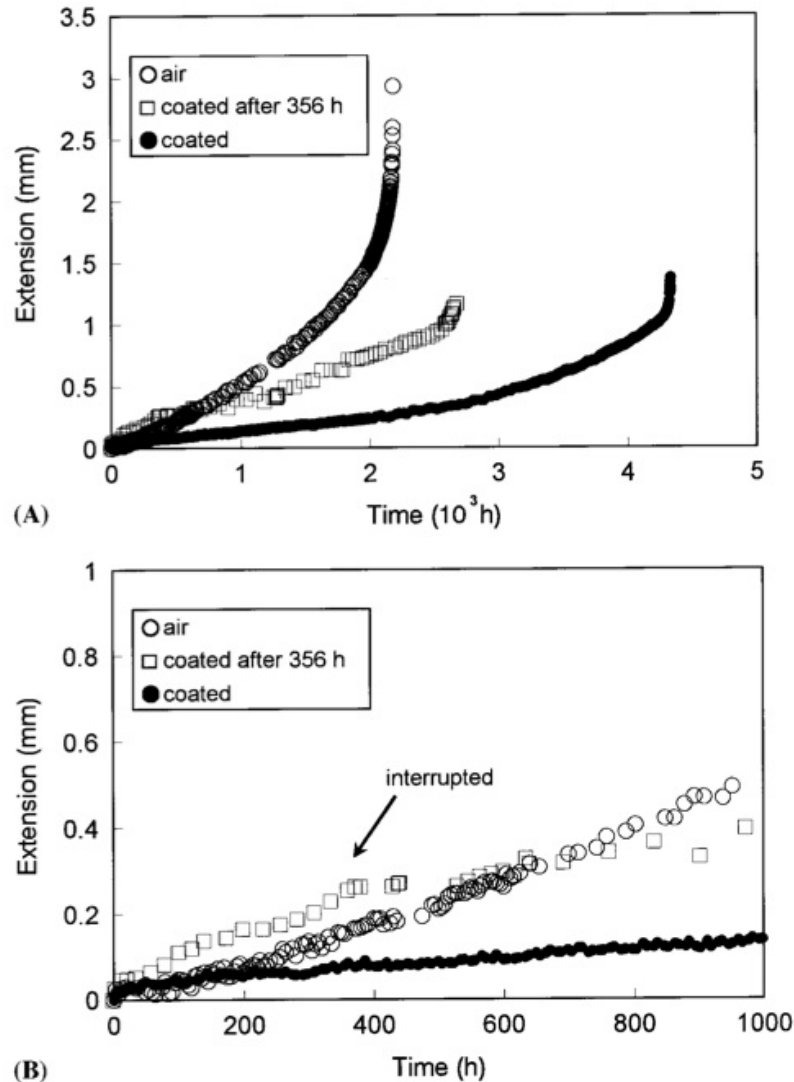 3.5
3
2.5
2
1.5
1
0.5
0
Extension (mm)
air
coated after 356 h
coated
0 1 2 3 4 5
(A) Time (10³h)
1
0.8
0.6
0.4
0.2
0
Extension (mm)
air
coated after 356 h
coated
interrupted
0 200 400 600 800 1000
(B) Time (h)